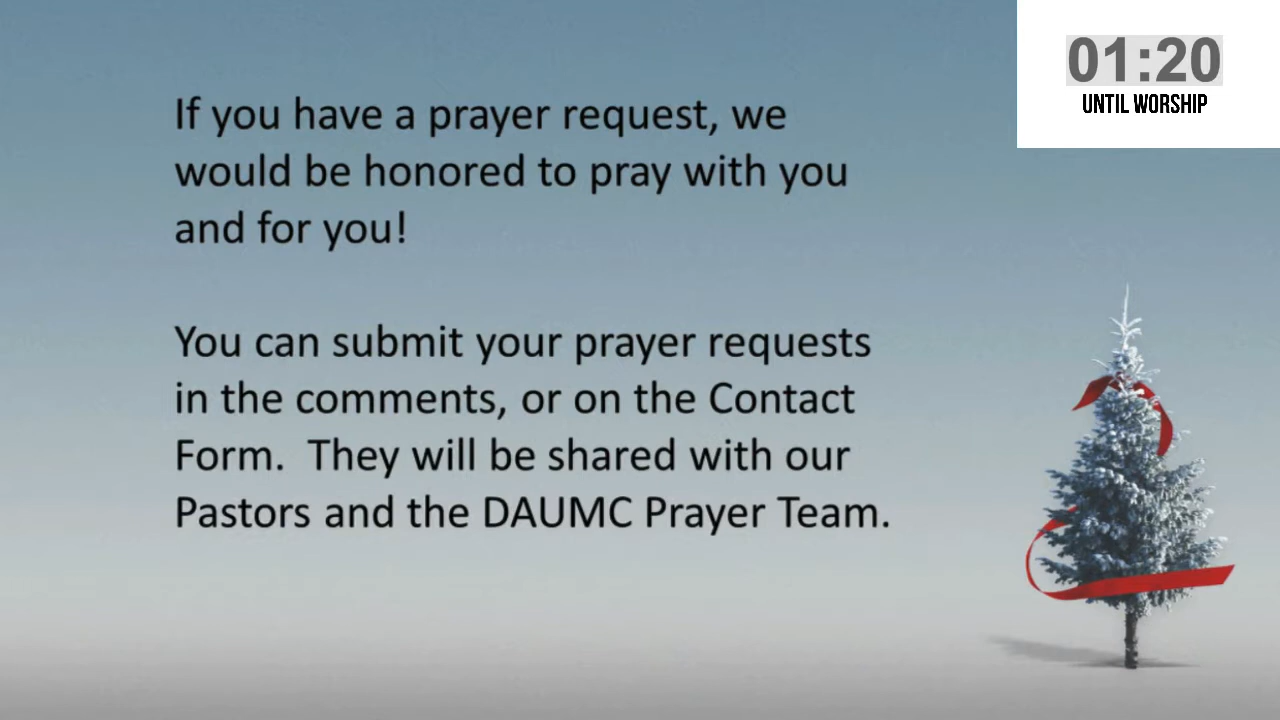 01:20
UNTIL WORSHIP
If you have a prayer request, we
would be honored to pray with you
and for you!
You can submit your prayer requests
in the comments, or on the Contact
Form.  They will be shared with our
Pastors and the DAUMC Prayer Team.